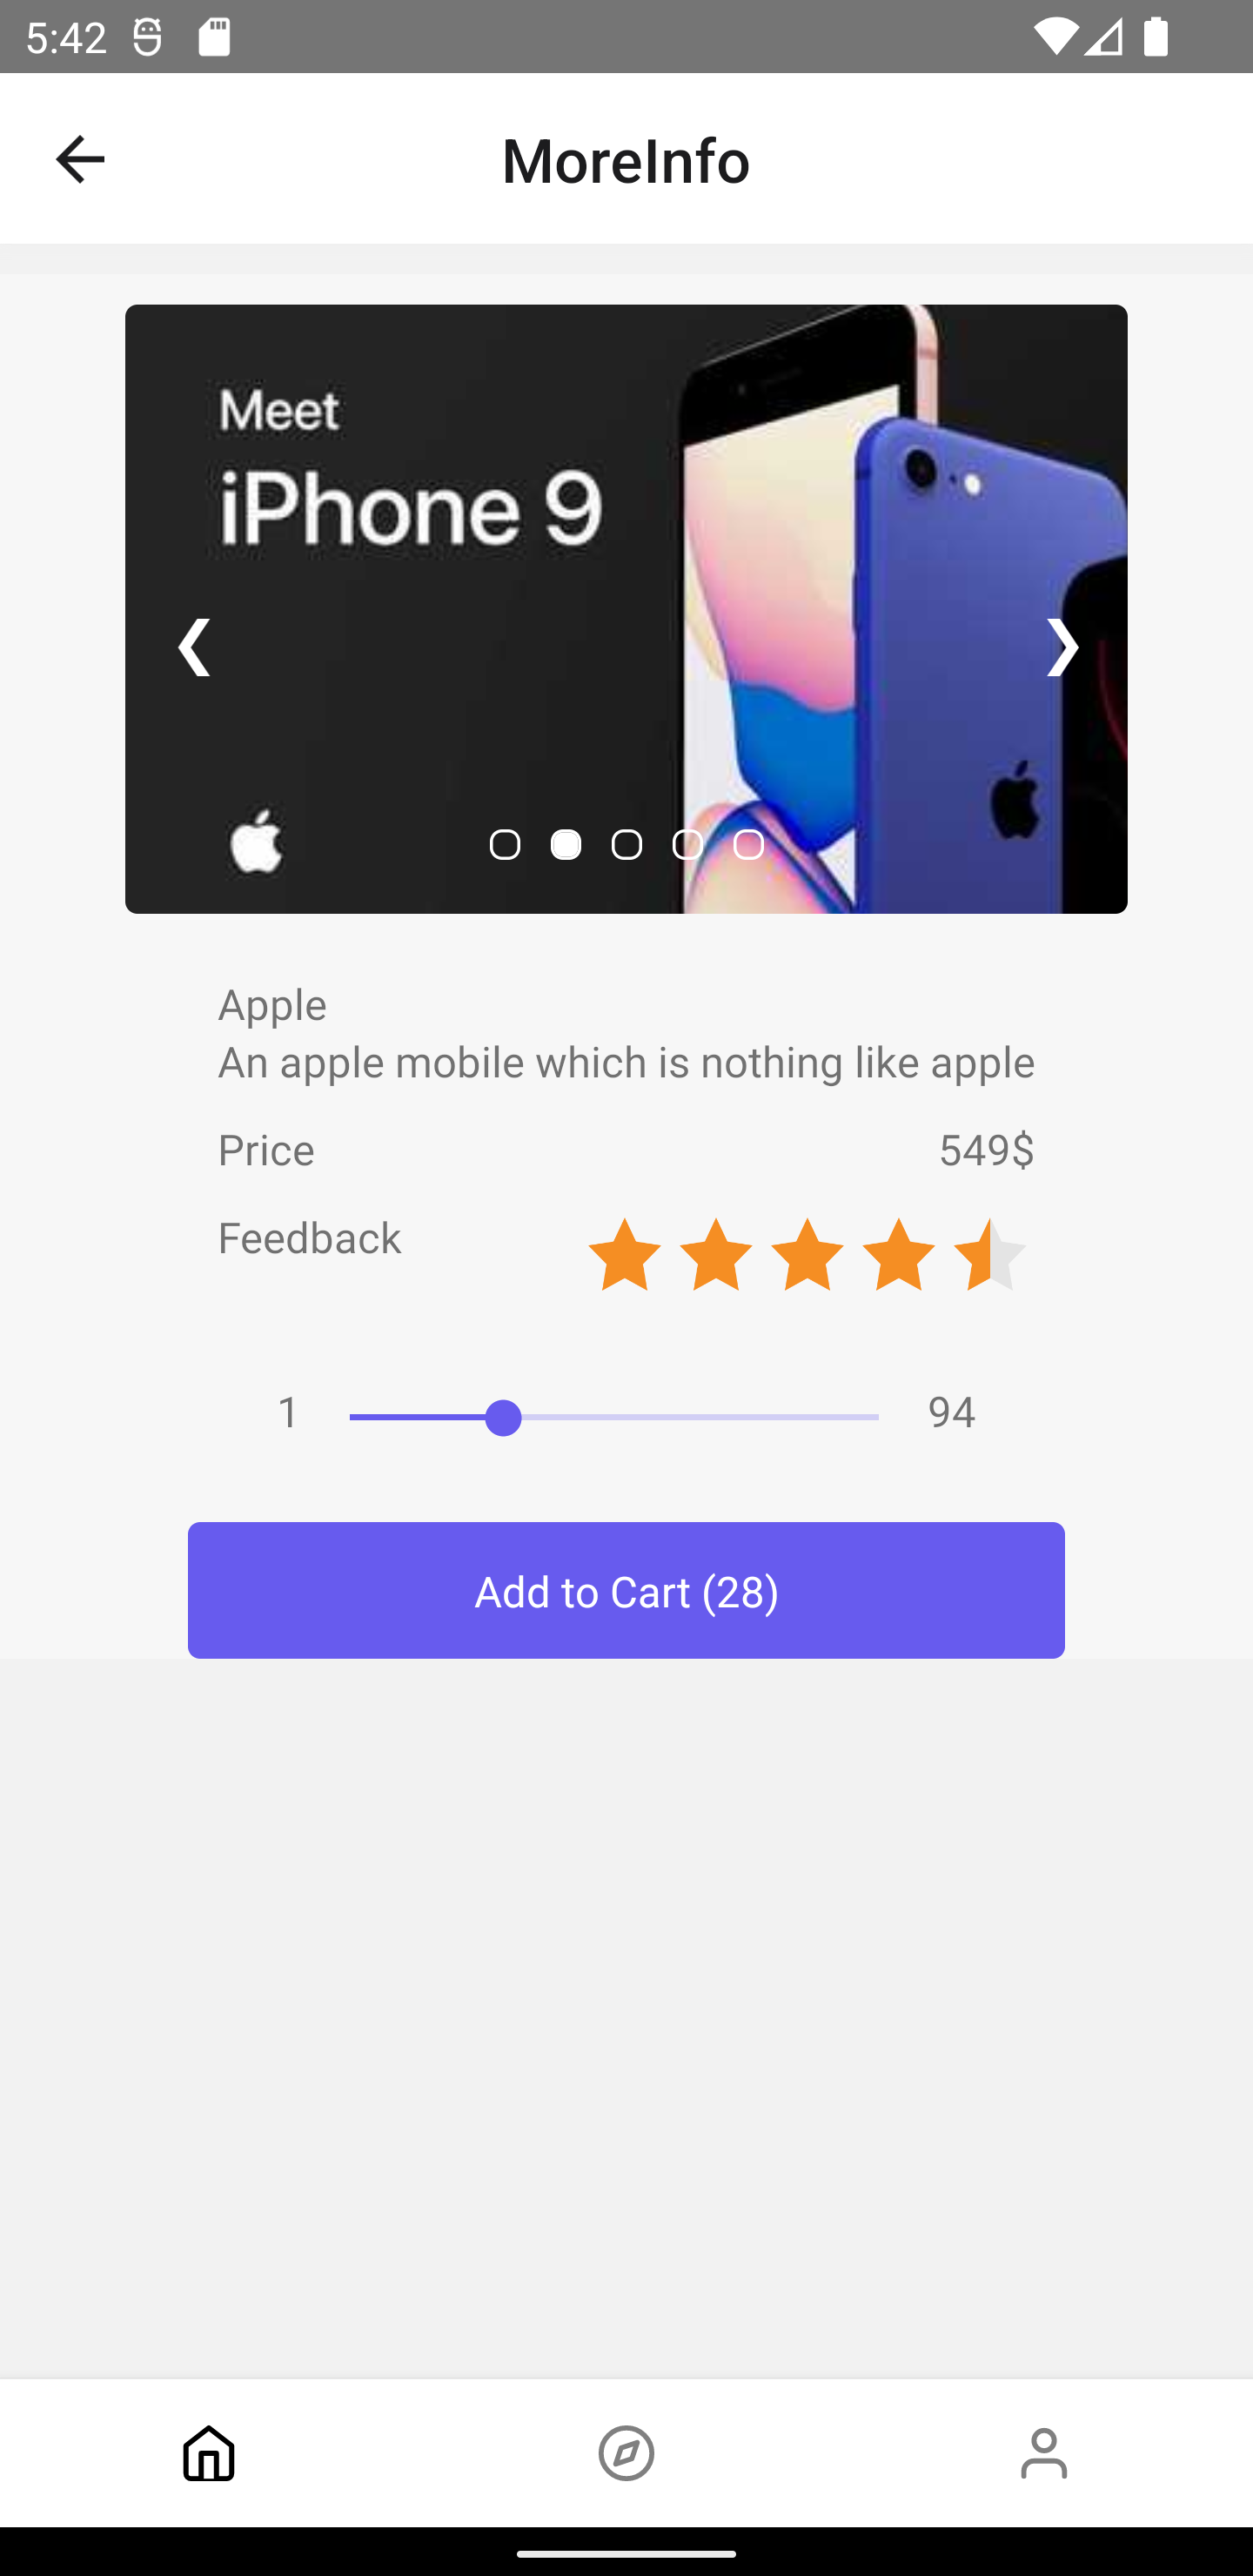 5:42
MoreInfo
Meet
iPhone 9
Apple
An apple mobile which is nothing like apple
Price 549$
Feedback
1 94
Add to Cart (28)